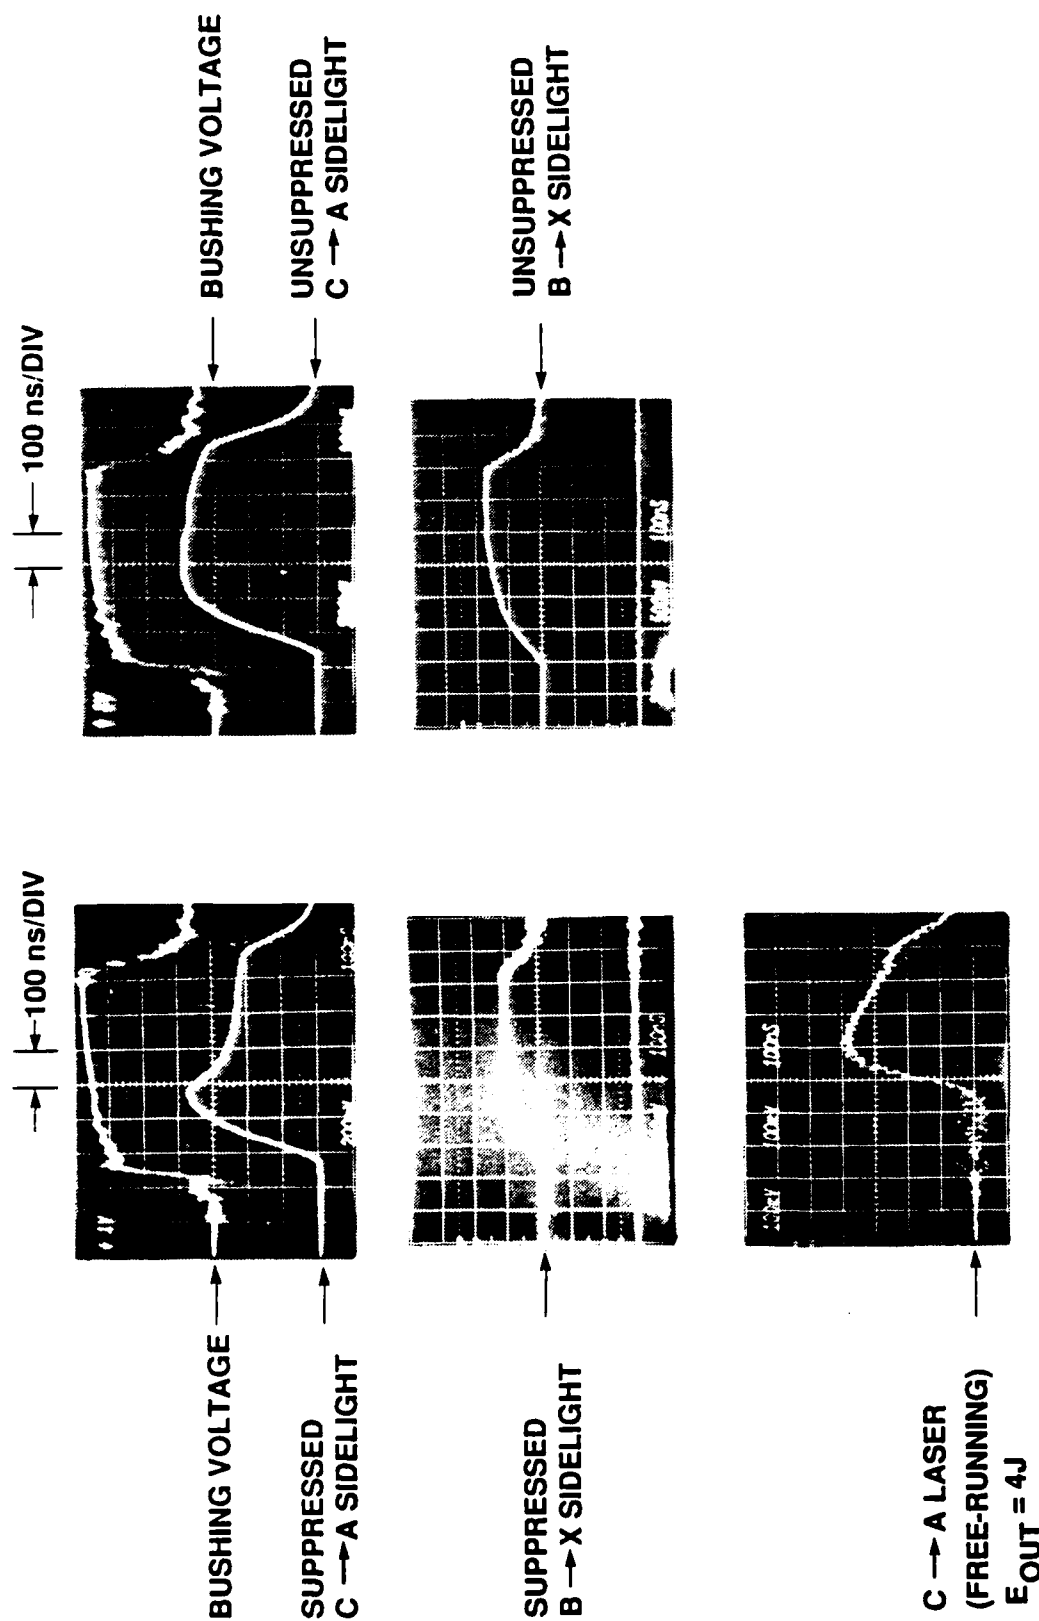 100 ns/DIV
BUSHING VOLTAGE
SUPPRESSED
C → A SIDELIGHT
SUPPRESSED
B → X SIDELIGHT
C → A LASER
(FREE-RUNNING)
E OUT = 4J
100mV 100nS
100 ns/DIV
BUSHING VOLTAGE
UNSUPPRESSED
C → A SIDELIGHT
UNSUPPRESSED
B → X SIDELIGHT
100nS